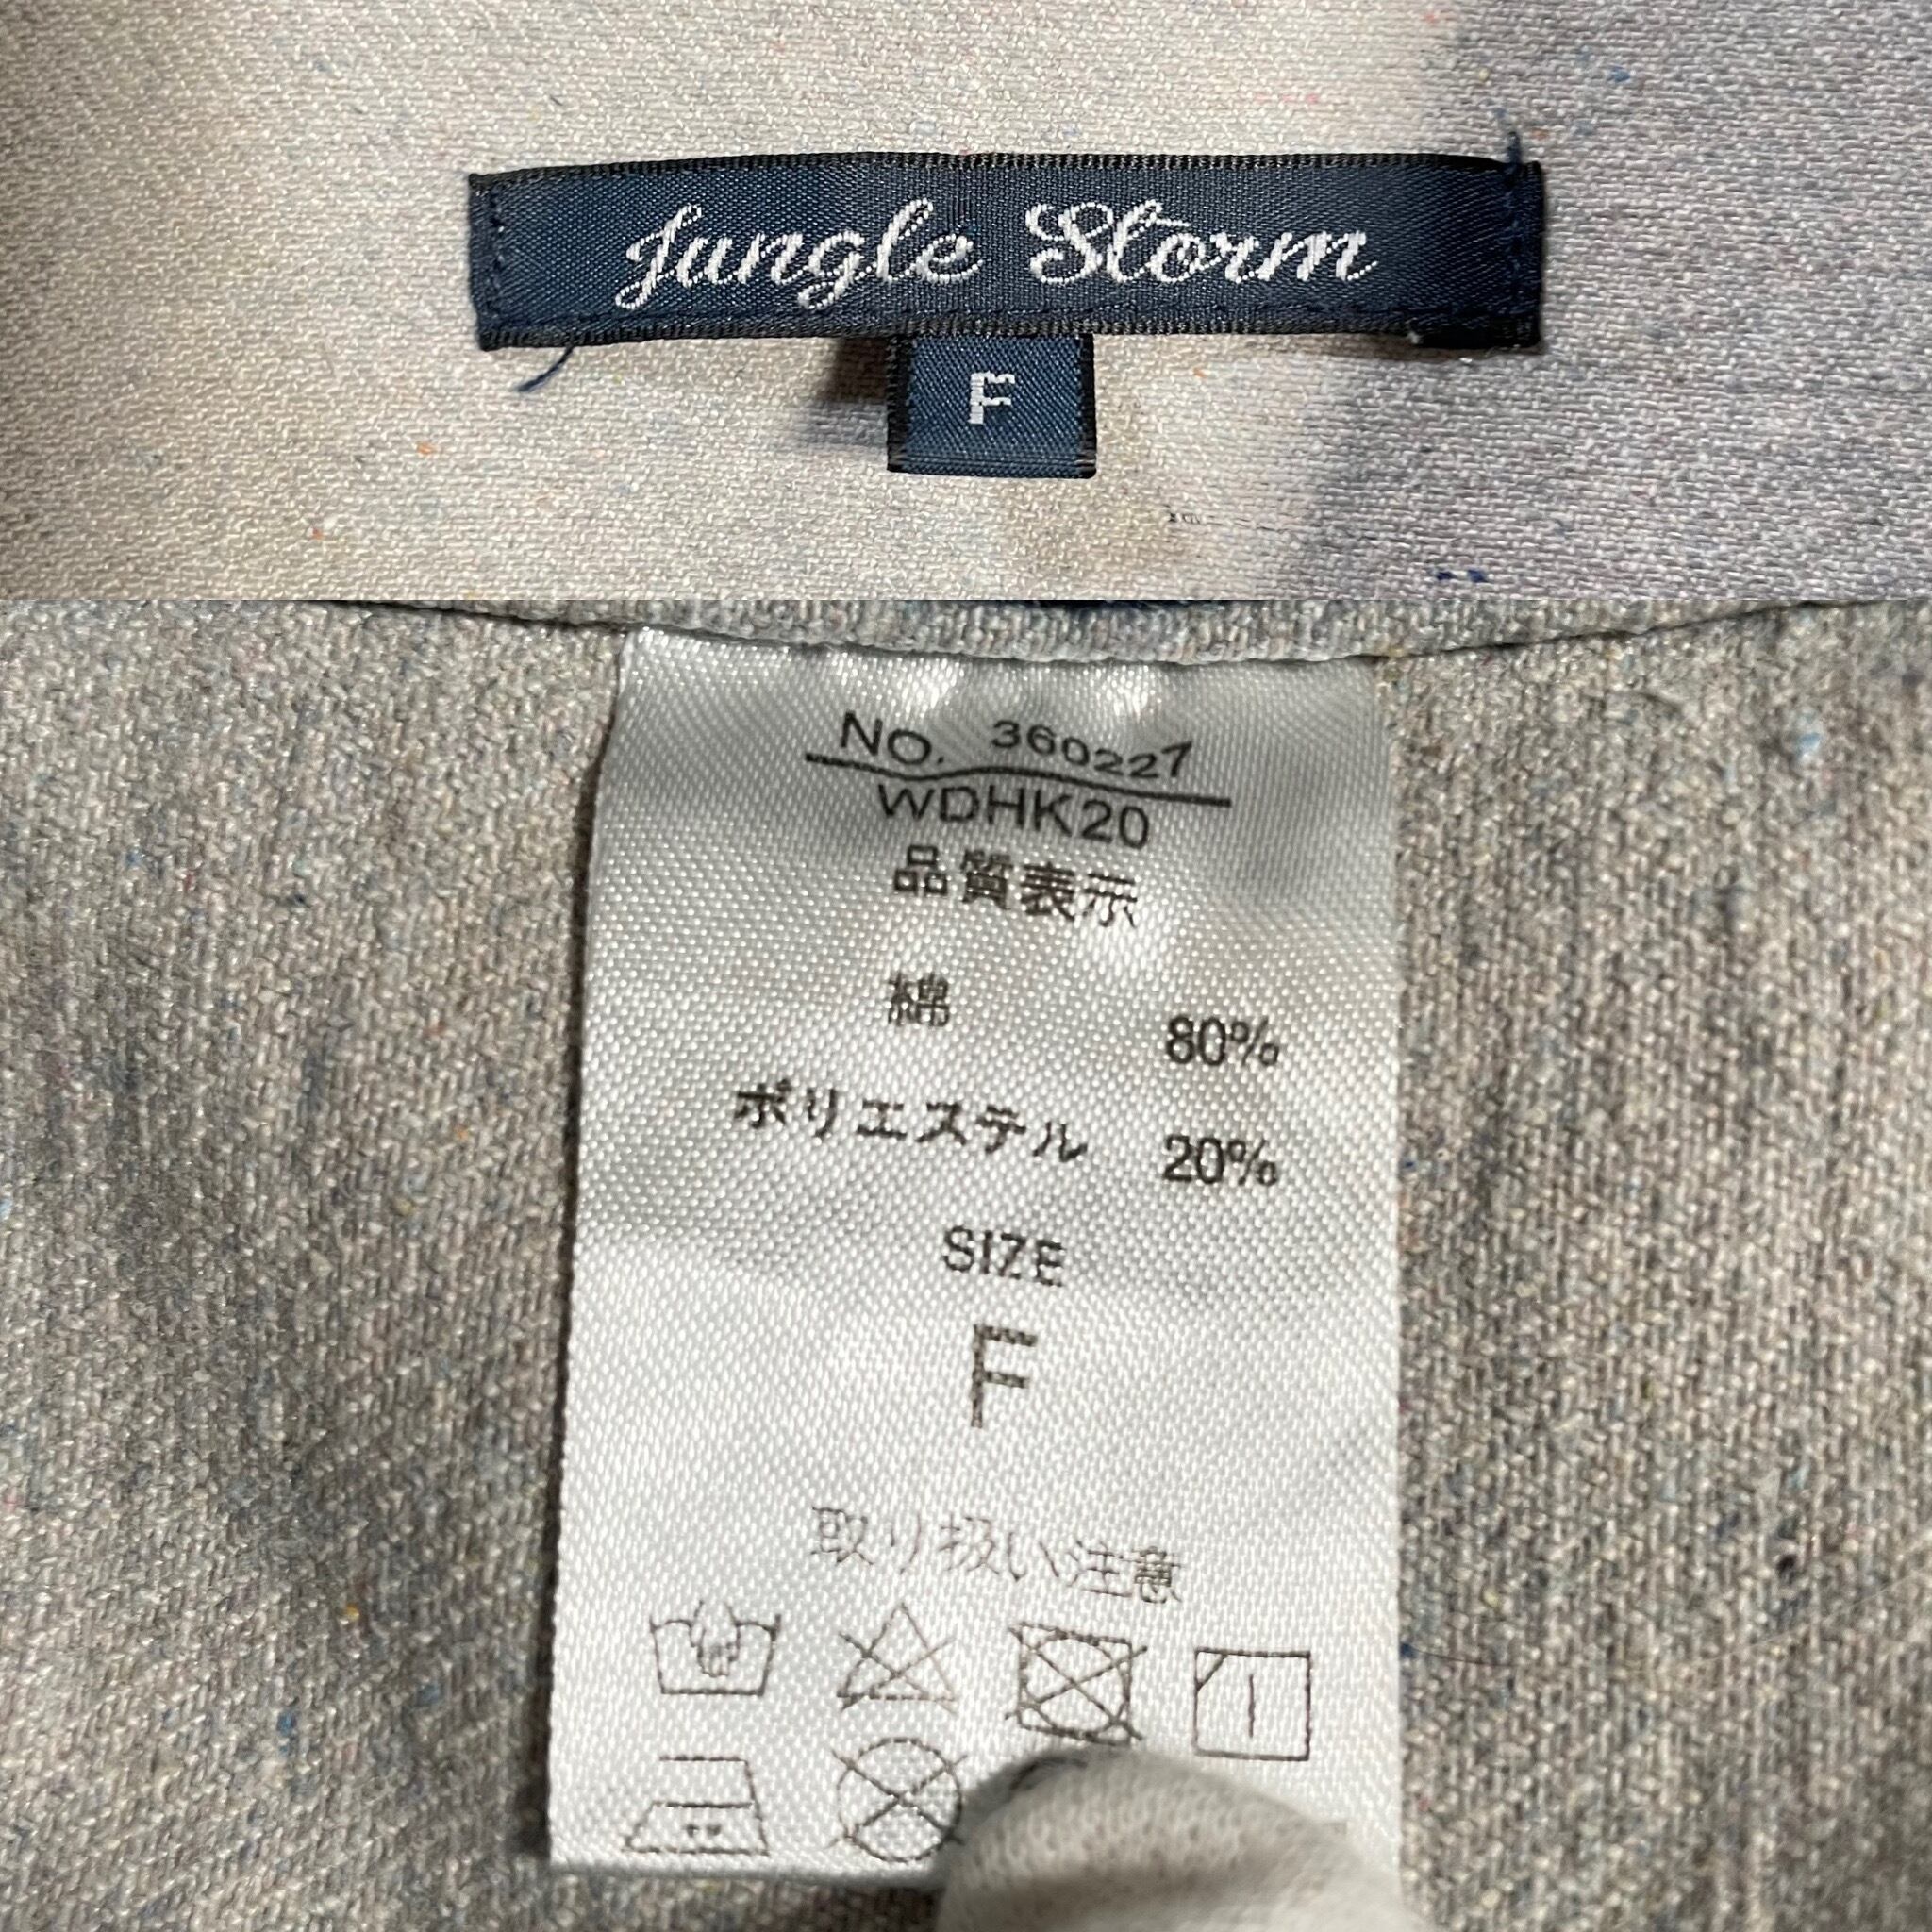 Jungle Storm
F
NO. 360227
WDHK20
品質表示
綿 80%
ポリエステル 20%
SIZE
F
取り扱い注意